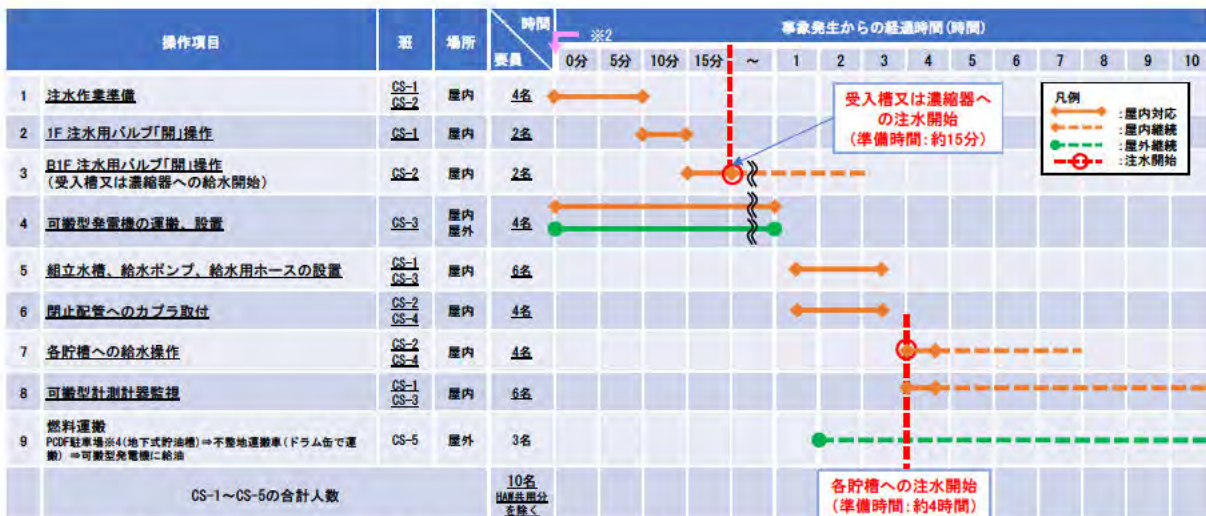 操作項目 班 場所 時間 要員 事象発生からの経過時間(時間)
※2
0分 5分 10分 15分 ～ 1 2 3 4 5 6 7 8 9 10
1 注水作業準備 CS-1 CS-2 屋内 4名
2 1F 注水用バルブ「開」操作 CS-1 屋内 2名
3 B1F 注水用バルブ「開」操作 CS-2 屋内 2名
(受入槽又は濃縮器への給水開始)
4 可搬型発電機の運搬、設置 CS-3 屋内 屋外 4名
5 組立水槽、給水ポンプ、給水用ホースの設置 CS-1 CS-3 屋内 6名
6 閉止配管へのカプラ取付 CS-2 CS-4 屋内 4名
7 各貯槽への給水操作 CS-2 CS-4 屋内 4名
8 可搬型計測計器監視 CS-1 CS-3 屋内 6名
9 燃料運搬 CS-5 屋外 3名
PCDF駐車場※4(地下式貯油槽)⇒不整地運搬車(ドラム缶で運
搬)⇒可搬型発電機に給油
CS-1～CS-5の合計人数 10名
HAW共用分
を除く
受入槽又は濃縮器へ
の注水開始
(準備時間:約15分)
凡例
:屋内対応
:屋内継続
:屋外継続
:注水開始
各貯槽への注水開始
(準備時間:約4時間)